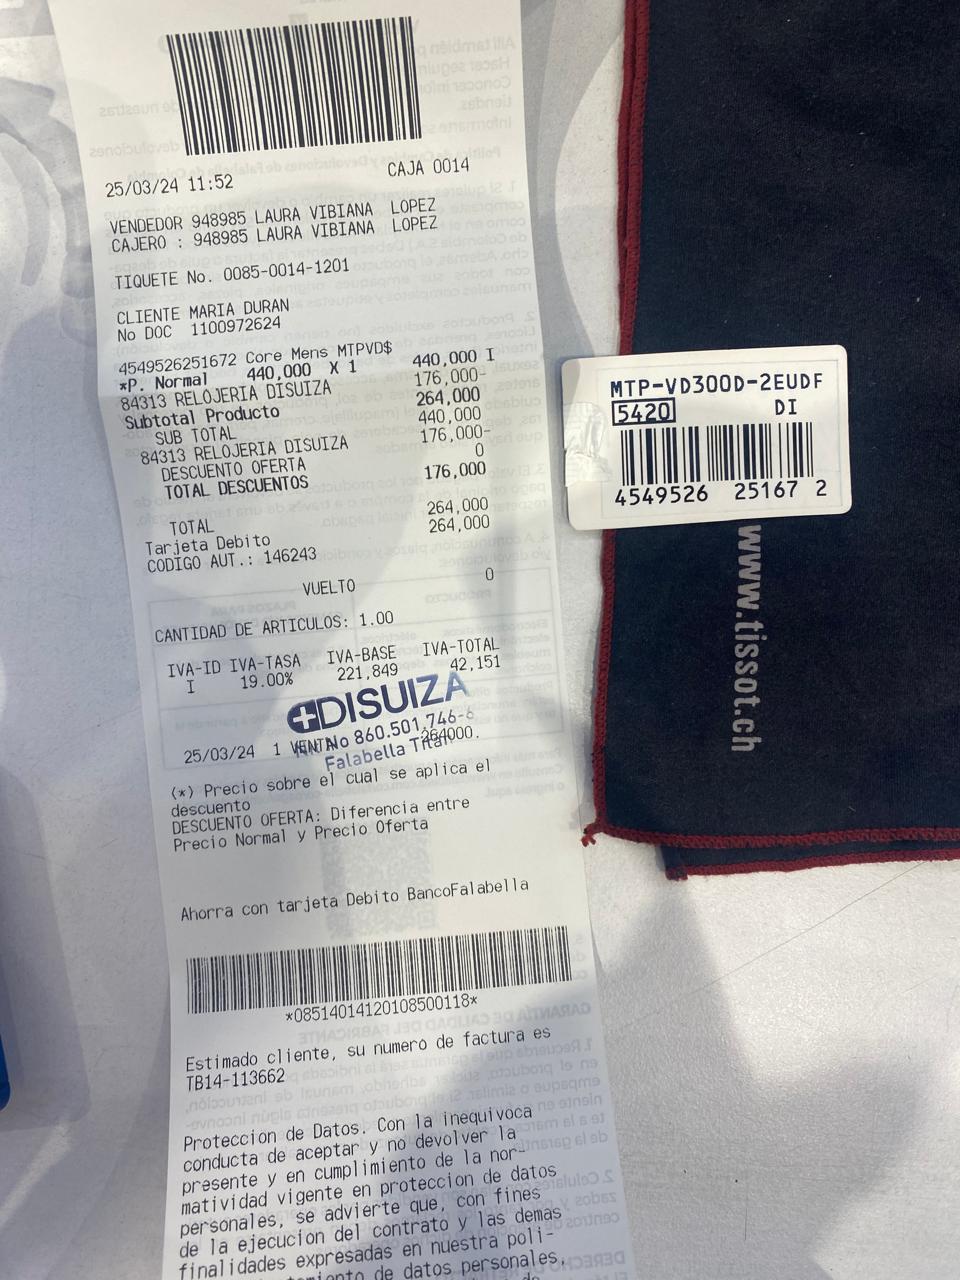 25/03/24 11:52 CAJA 0014
VENDEDOR 948985 LAURA VIBIANA LOPEZ
CAJERO : 948985 LAURA VIBIANA LOPEZ
TIQUETE No. 0085-0014-1201
CLIENTE MARIA DURAN
No DOC 1100972624
4549526251672 Core Mens MTPVD$
*P. Normal 440,000 X 1 440,000 I
84313 RELOJERIA DISUIZA 176,000-
Subtotal Producto 264,000
SUB TOTAL 440,000
84313 RELOJERIA DISUIZA 176,000-
DESCUENTO OFERTA 0
TOTAL DESCUENTOS 176,000
TOTAL 264,000
Tarjeta Debito 264,000
CODIGO AUT.: 146243
VUELTO 0
CANTIDAD DE ARTICULOS: 1.00
IVA-ID IVA-TASA IVA-BASE IVA-TOTAL
I 19.00% 221,849 42,151
DISUIZA
No 860.501.746-6
Falabella Titan
25/03/24 1 VENTA 264000.
(*) Precio sobre el cual se aplica el
descuento
DESCUENTO OFERTA: Diferencia entre
Precio Normal y Precio Oferta
Ahorra con tarjeta Debito BancoFalabella
*08514014120108500118*
Estimado cliente, su numero de factura es
TB14-113662
Proteccion de Datos. Con la inequivoca
conducta de aceptar y no devolver la
presente y en cumplimiento de la nor-
matividad vigente en proteccion de datos
personales, se advierte que, con fines
de la ejecucion del contrato y las demas
finalidades expresadas en nuestra poli-
de datos personales,
MTP-VD300D-2EUDF
5420 DI
4549526 25167 2
www.tissot.ch